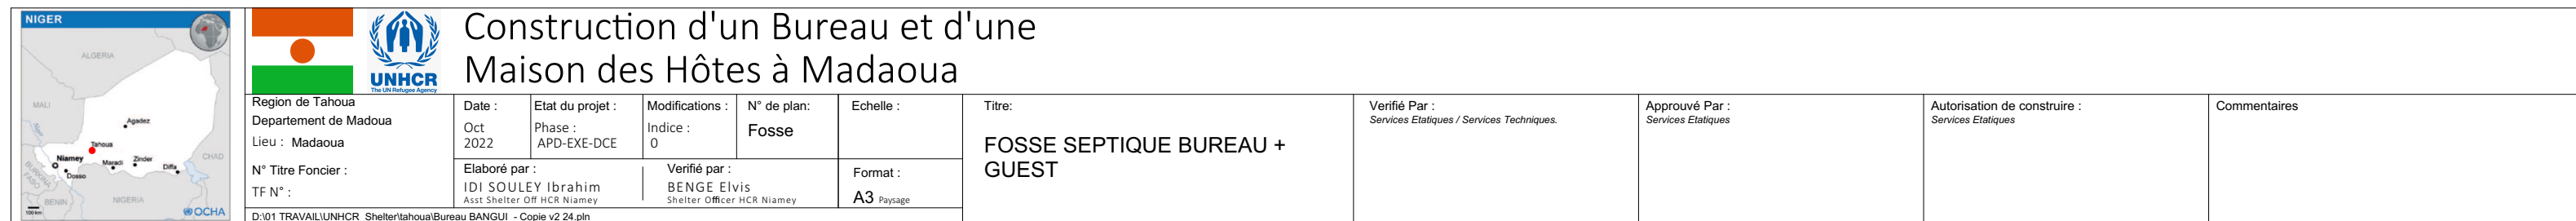 NIGER
ALGERIA
MALI
Agadez
Tahoua
Niamey
Maradi
Zinder
Diffa
CHAD
Dosso
BURKINA
FASO
BENIN
NIGERIA
100 km
OCHA
UNHCR
The UN Refugee Agency
Construction d'un Bureau et d'une
Maison des Hôtes à Madaoua
Region de Tahoua
Departement de Madoua
Lieu : Madaoua
N° Titre Foncier :
TF N° :
Date :
Oct
2022
Etat du projet :
Phase :
APD-EXE-DCE
Modifications :
Indice :
0
N° de plan:
Fosse
Echelle :
Elaboré par :
IDI SOULEY Ibrahim
Asst Shelter Off HCR Niamey
Verifié par :
BENGE Elvis
Shelter Officer HCR Niamey
Format :
A3 Paysage
D:\01 TRAVAIL\UNHCR_Shelter\tahoua\Bureau BANGUI - Copie v2 24.pln
Titre:
FOSSE SEPTIQUE BUREAU +
GUEST
Verifié Par :
Services Etatiques / Services Techniques.
Approuvé Par :
Services Etatiques
Autorisation de construire :
Services Etatiques
Commentaires